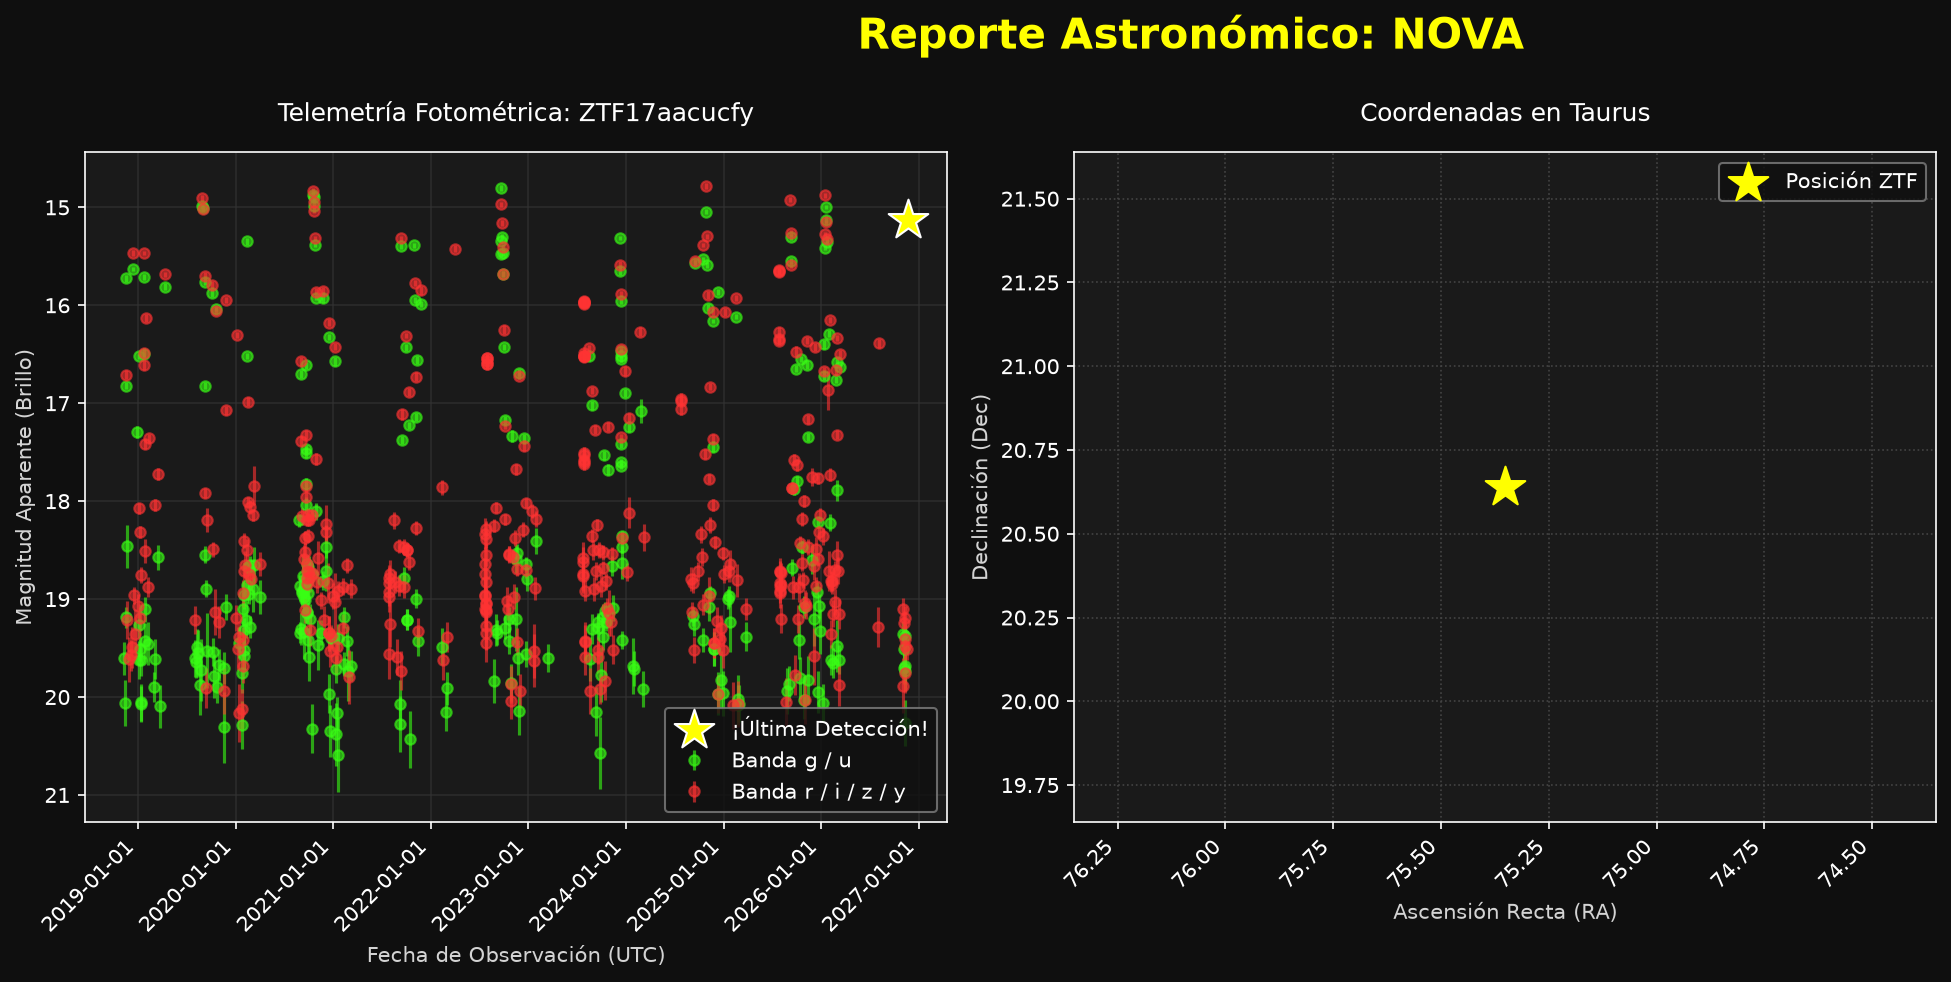 Reporte Astronómico: NOVA
Telemetría Fotométrica: ZTF17aacucfy
Magnitud Aparente (Brillo)
15
16
17
18
19
20
21
¡Última Detección!
Banda g / u
Banda r / i / z / y
2019-01-01
2020-01-01
2021-01-01
2022-01-01
2023-01-01
2024-01-01
2025-01-01
2026-01-01
2027-01-01
Fecha de Observación (UTC)
Coordenadas en Taurus
Posición ZTF
Declinación (Dec)
21.50
21.25
21.00
20.75
20.50
20.25
20.00
19.75
76.25
76.00
75.75
75.50
75.25
75.00
74.75
74.50
Ascensión Recta (RA)